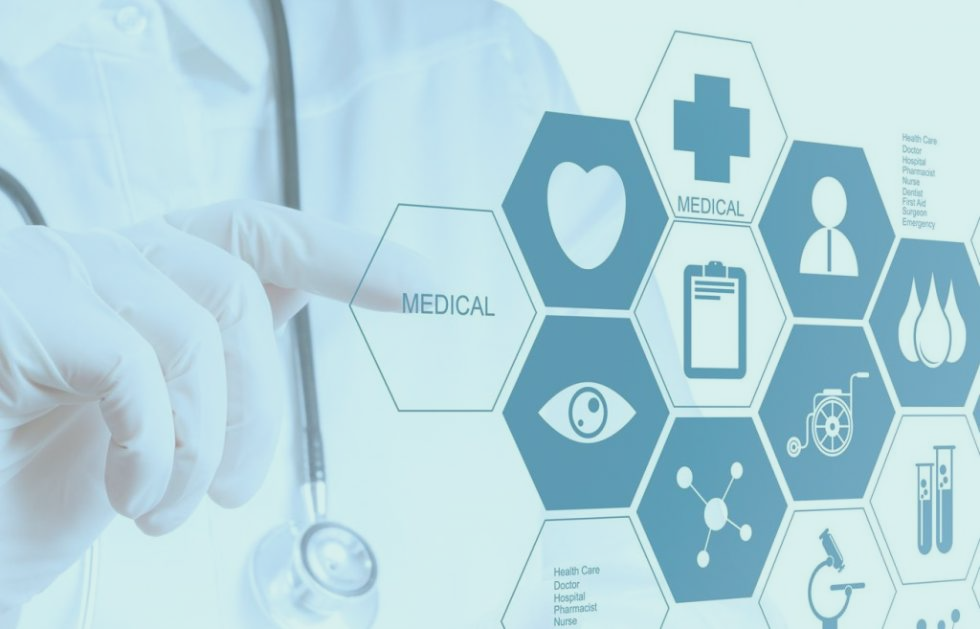 MEDICAL
MEDICAL
Health Care
Doctor
Hospital
Pharmacist
Nurse
Dentist
First Aid
Surgeon
Emergency
Health Care
Doctor
Hospital
Pharmacist
Nurse